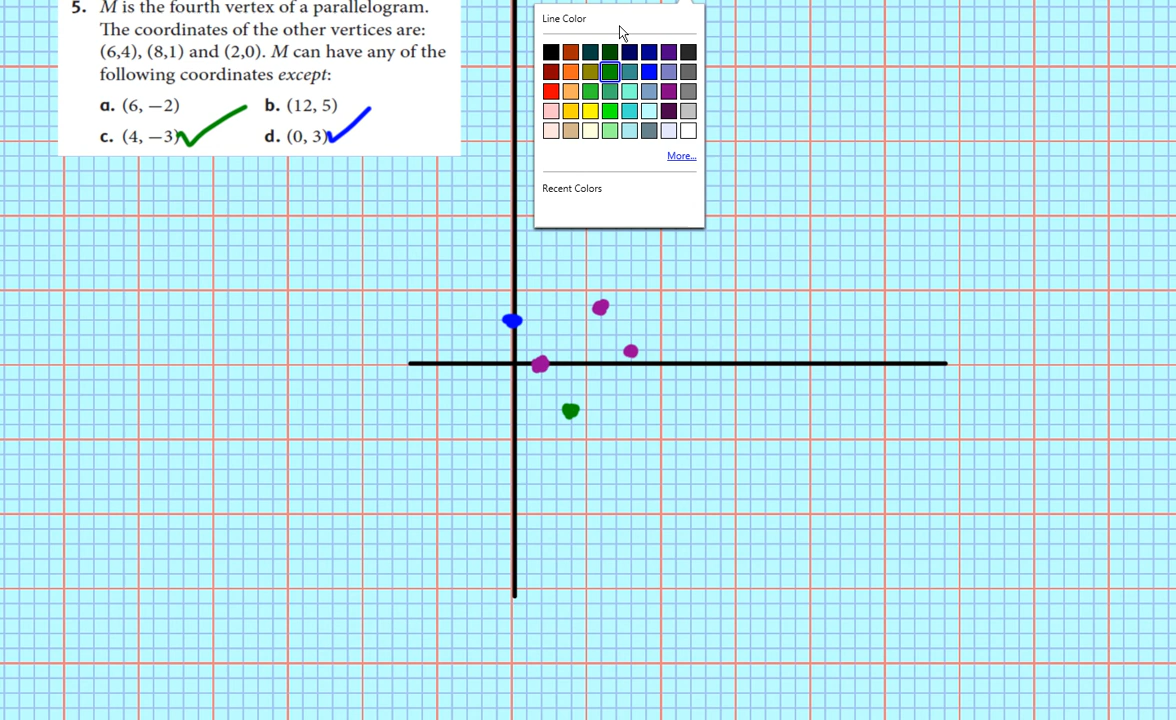 5. M is the fourth vertex of a parallelogram.
The coordinates of the other vertices are:
(6,4), (8,1) and (2,0). M can have any of the
following coordinates except:
a. (6, −2) b. (12, 5)
c. (4, −3) d. (0, 3)
Line Color
More...
Recent Colors